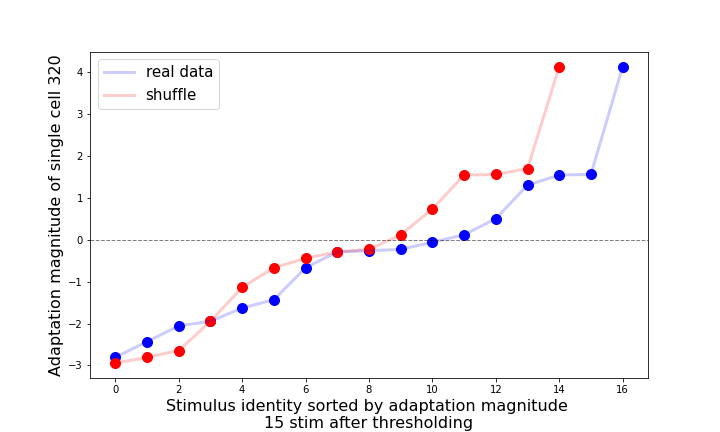 real data
shuffle
Adaptation magnitude of single cell 320
4
3
2
1
0
−1
−2
−3
0 2 4 6 8 10 12 14 16
Stimulus identity sorted by adaptation magnitude
15 stim after thresholding